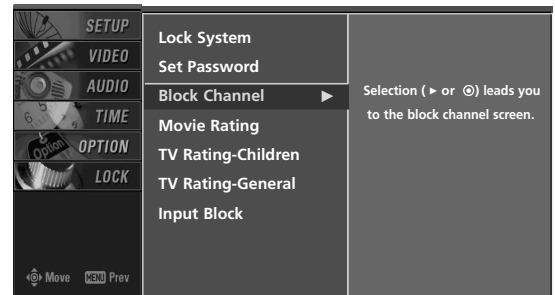 SETUP
VIDEO
AUDIO
TIME
OPTION
LOCK
Move MENU Prev
Lock System
Set Password
Block Channel ►
Movie Rating
TV Rating-Children
TV Rating-General
Input Block
Selection (► or ◉) leads you
to the block channel screen.